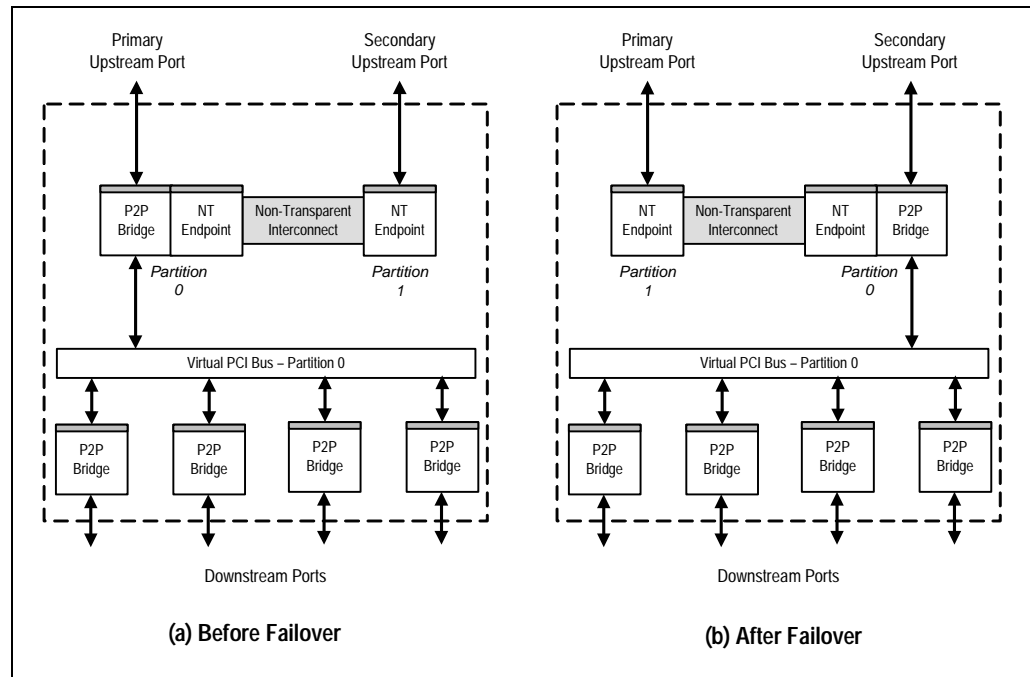 Primary
Upstream Port
Secondary
Upstream Port
P2P
Bridge
NT
Endpoint
Non-Transparent
Interconnect
NT
Endpoint
Partition
0
Partition
1
Virtual PCI Bus – Partition 0
P2P
Bridge
P2P
Bridge
P2P
Bridge
P2P
Bridge
Downstream Ports
(a) Before Failover
Primary
Upstream Port
Secondary
Upstream Port
NT
Endpoint
Non-Transparent
Interconnect
NT
Endpoint
P2P
Bridge
Partition
1
Partition
0
Virtual PCI Bus – Partition 0
P2P
Bridge
P2P
Bridge
P2P
Bridge
P2P
Bridge
Downstream Ports
(b) After Failover